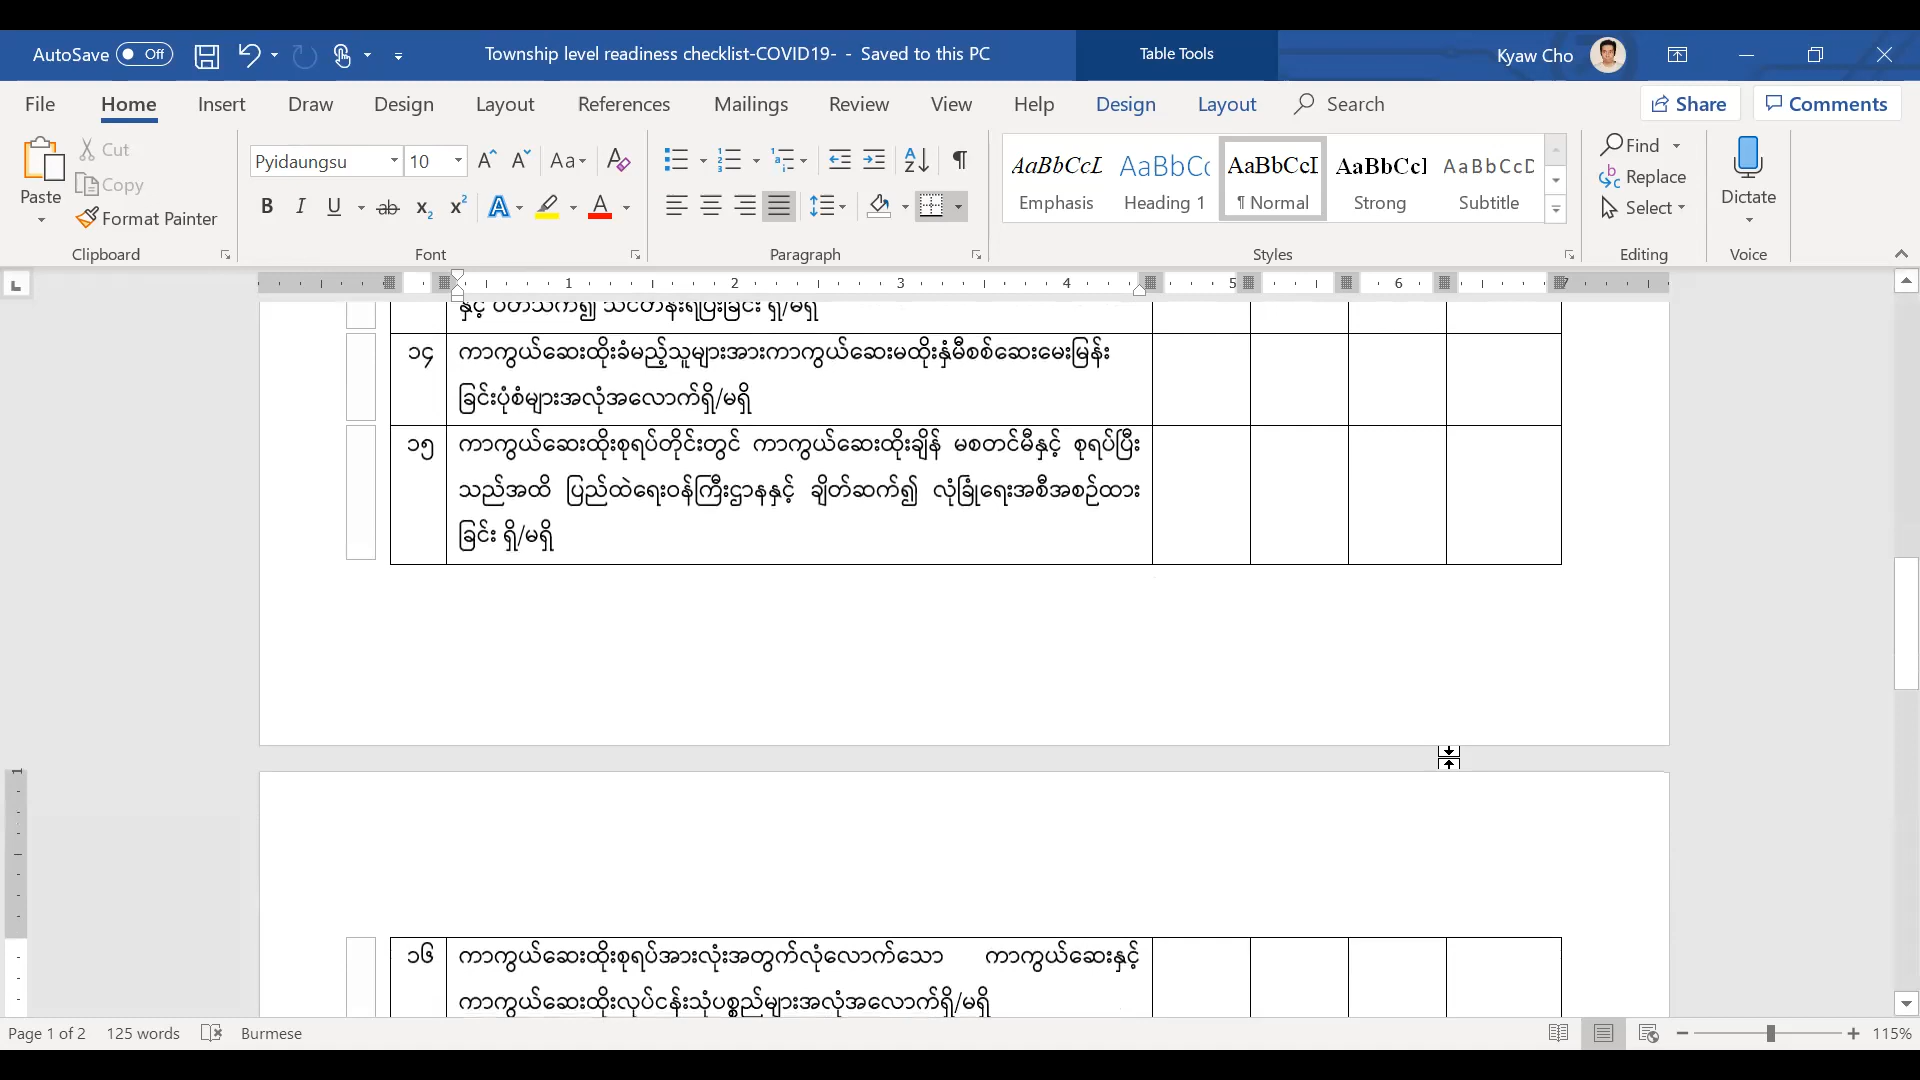 AutoSave Off
Township level readiness checklist-COVID19- - Saved to this PC
Table Tools
Kyaw Cho
File Home Insert Draw Design Layout References Mailings Review View Help Design Layout Search
Share Comments
Paste
Cut
Copy
Format Painter
Clipboard
Pyidaungsu 10
Font
Paragraph
AaBbCcI AaBbCc AaBbCcI AaBbCcI AaBbCcD
Emphasis Heading 1 ¶ Normal Strong Subtitle
Styles
Find
Replace
Select
Editing
Dictate
Voice
1 2 3 4 5 6 7
၁၄ ကာကွယ်ဆေးထိုးခံမည့်သူများအားကာကွယ်ဆေးမထိုးနှံမီစစ်ဆေးမေးမြန်း
ခြင်းပုံစံများအလုံအလောက်ရှိ/မရှိ
၁၅ ကာကွယ်ဆေးထိုးစုရပ်တိုင်းတွင် ကာကွယ်ဆေးထိုးချိန် မစတင်မီနှင့် စုရပ်ပြီး
သည်အထိ ပြည်ထဲရေးဝန်ကြီးဌာနနှင့် ချိတ်ဆက်၍ လုံခြုံရေးအစီအစဉ်ထား
ခြင်း ရှိ/မရှိ
၁၆ ကာကွယ်ဆေးထိုးစုရပ်အားလုံးအတွက်လုံလောက်သော ကာကွယ်ဆေးနှင့်
ကာကွယ်ဆေးထိုးလုပ်ငန်းသုံပစ္စည်များအလုံအလောက်ရှိ/မရှိ
Page 1 of 2 125 words Burmese 115%